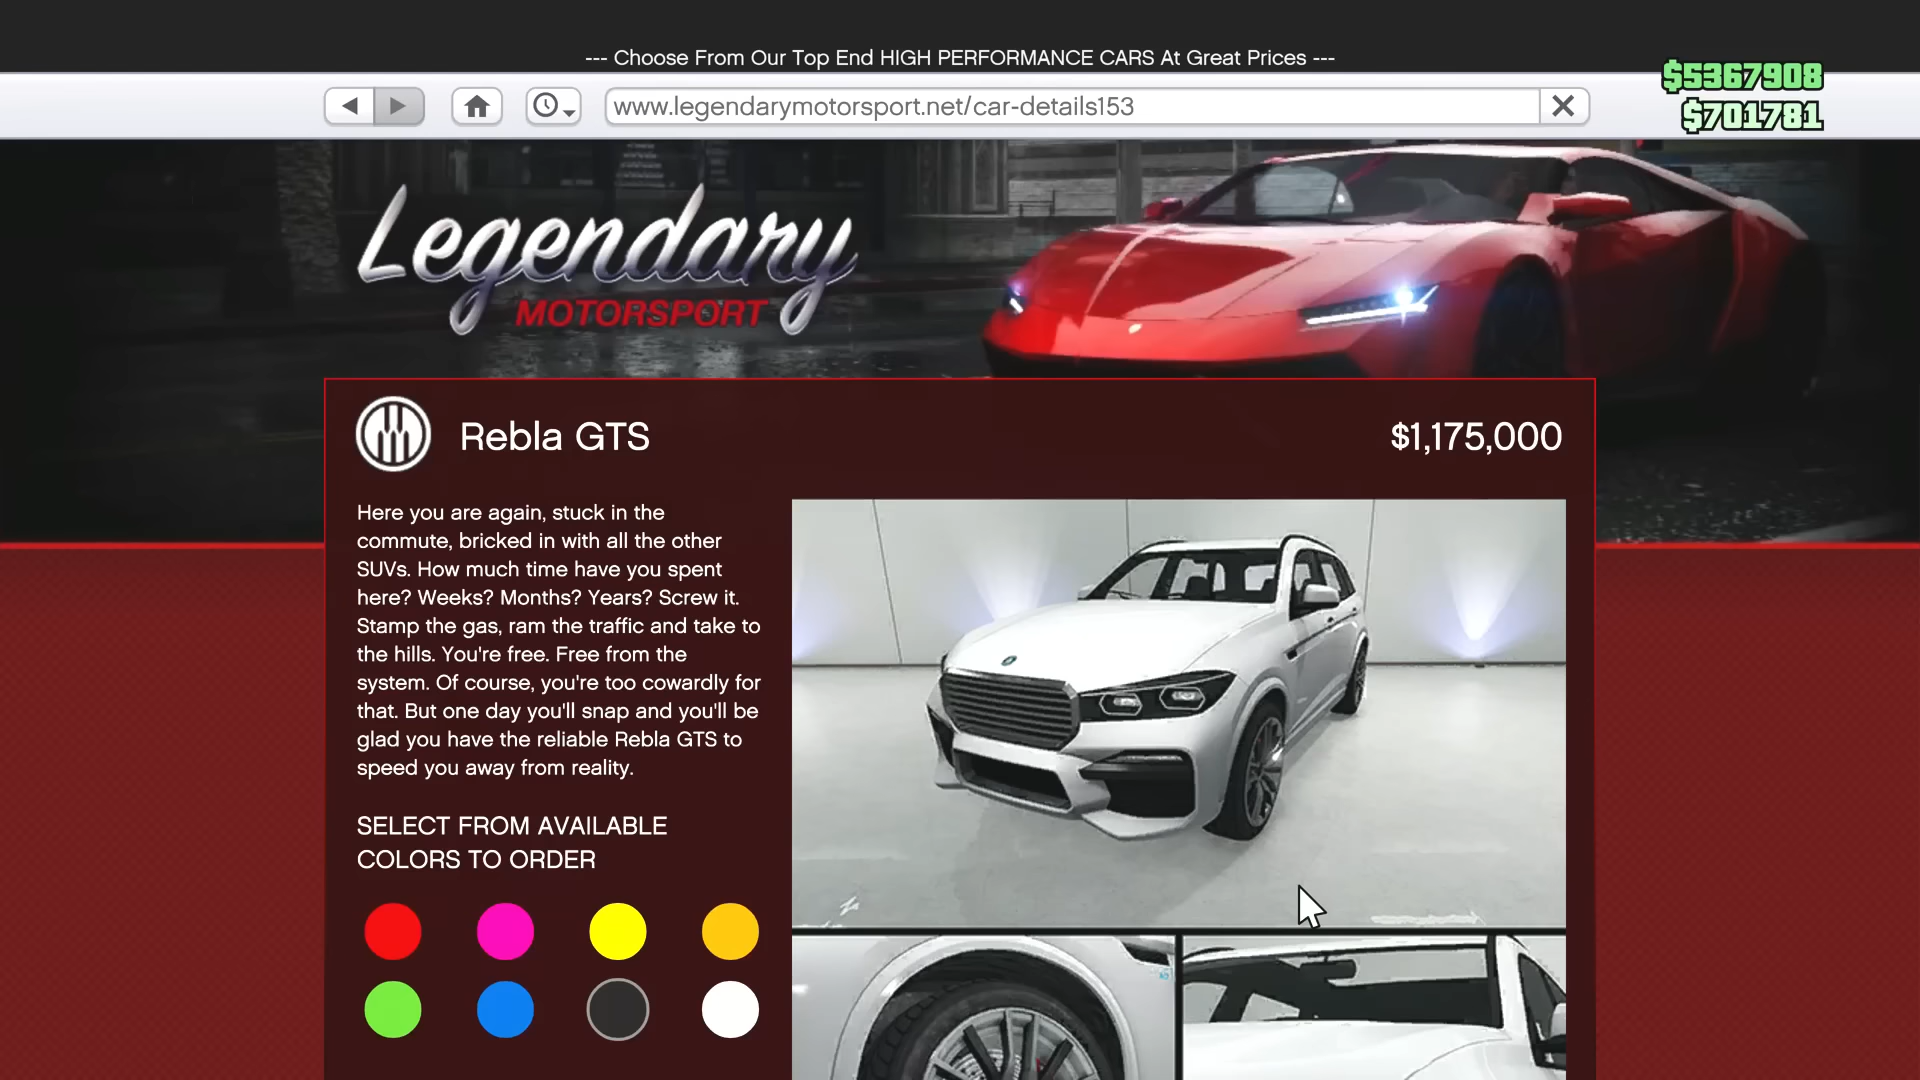 --- Choose From Our Top End HIGH PERFORMANCE CARS At Great Prices ---
$5367908
www.legendarymotorsport.net/car-details153
$701781
Legendary
MOTORSPORT
Rebla GTS
$1,175,000
Here you are again, stuck in the
commute, bricked in with all the other
SUVs. How much time have you spent
here? Weeks? Months? Years? Screw it.
Stamp the gas, ram the traffic and take to
the hills. You're free. Free from the
system. Of course, you're too cowardly for
that. But one day you'll snap and you'll be
glad you have the reliable Rebla GTS to
speed you away from reality.
SELECT FROM AVAILABLE
COLORS TO ORDER